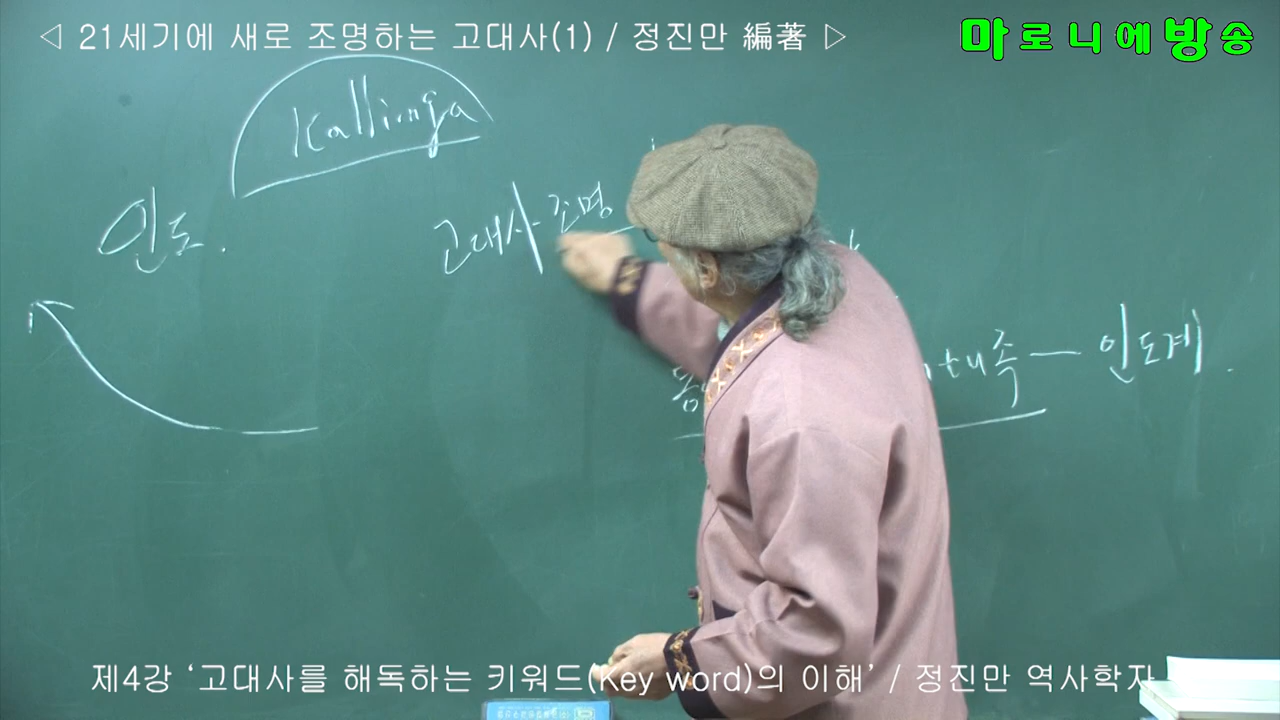 < 21세기에 새로 조명하는 고대사(1) / 정진만 編著 ▷
마로니에방송
Kallinga
인도.
고대사 조명
족 — 인도계.
제4강 ‘고대사를 해독하는 키워드(Key word)의 이해’ / 정진만 역사학자